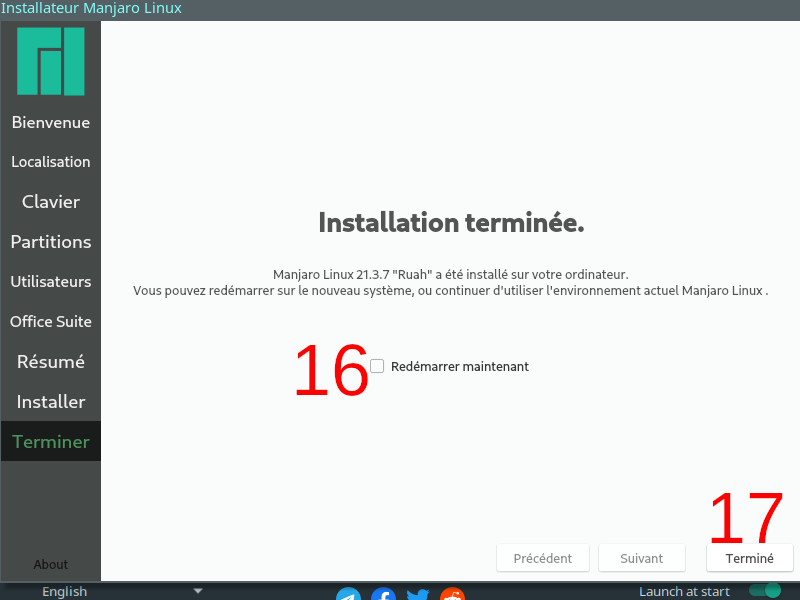 Installateur Manjaro Linux
Bienvenue
Localisation
Clavier
Partitions
Utilisateurs
Office Suite
Résumé
Installer
Terminer
About
Installation terminée.
Manjaro Linux 21.3.7 "Ruah" a été installé sur votre ordinateur.
Vous pouvez redémarrer sur le nouveau système, ou continuer d'utiliser l'environnement actuel Manjaro Linux .
16
Redémarrer maintenant
17
Précédent
Suivant
Terminé
English
Launch at start